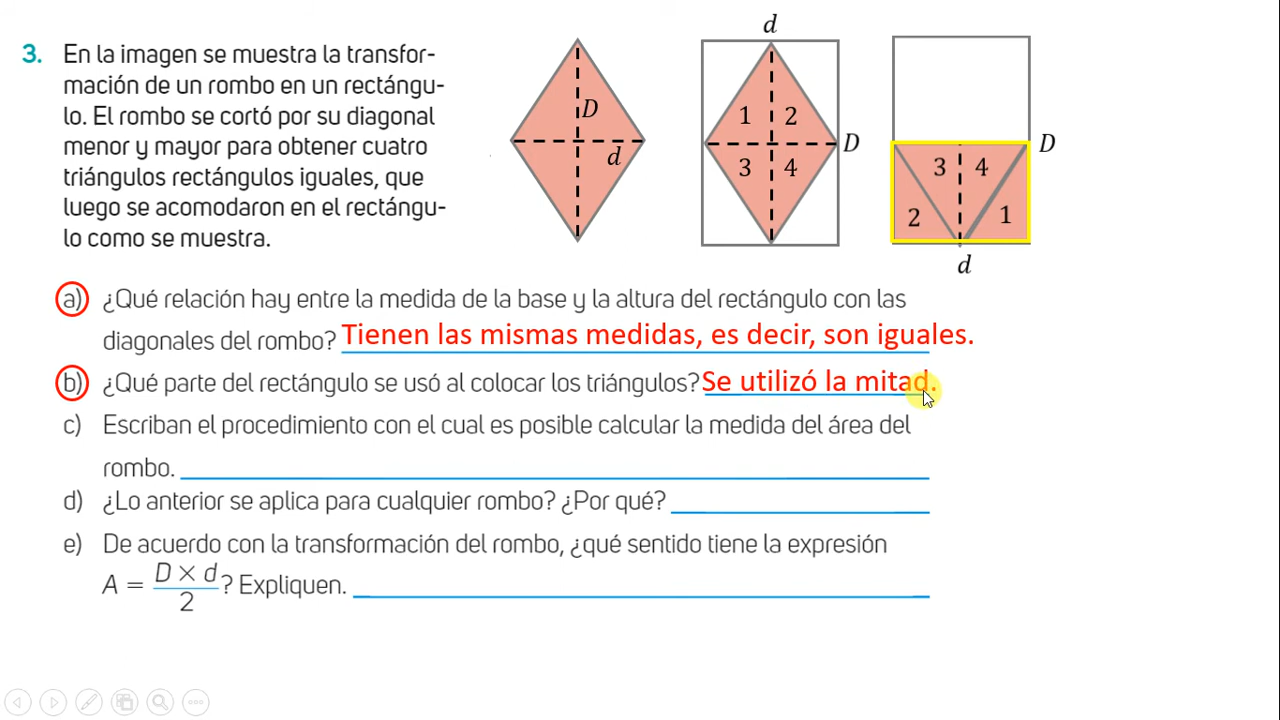 3. En la imagen se muestra la transfor-
mación de un rombo en un rectángu-
lo. El rombo se cortó por su diagonal
menor y mayor para obtener cuatro
triángulos rectángulos iguales, que
luego se acomodaron en el rectángu-
lo como se muestra.
D
d
d
1 2
D
3 4
D
3 4
2 1
d
a) ¿Qué relación hay entre la medida de la base y la altura del rectángulo con las
diagonales del rombo? Tienen las mismas medidas, es decir, son iguales.
b) ¿Qué parte del rectángulo se usó al colocar los triángulos? Se utilizó la mitad.
c) Escriban el procedimiento con el cual es posible calcular la medida del área del
rombo.
d) ¿Lo anterior se aplica para cualquier rombo? ¿Por qué?
e) De acuerdo con la transformación del rombo, ¿qué sentido tiene la expresión
A = D × d / 2 ? Expliquen.